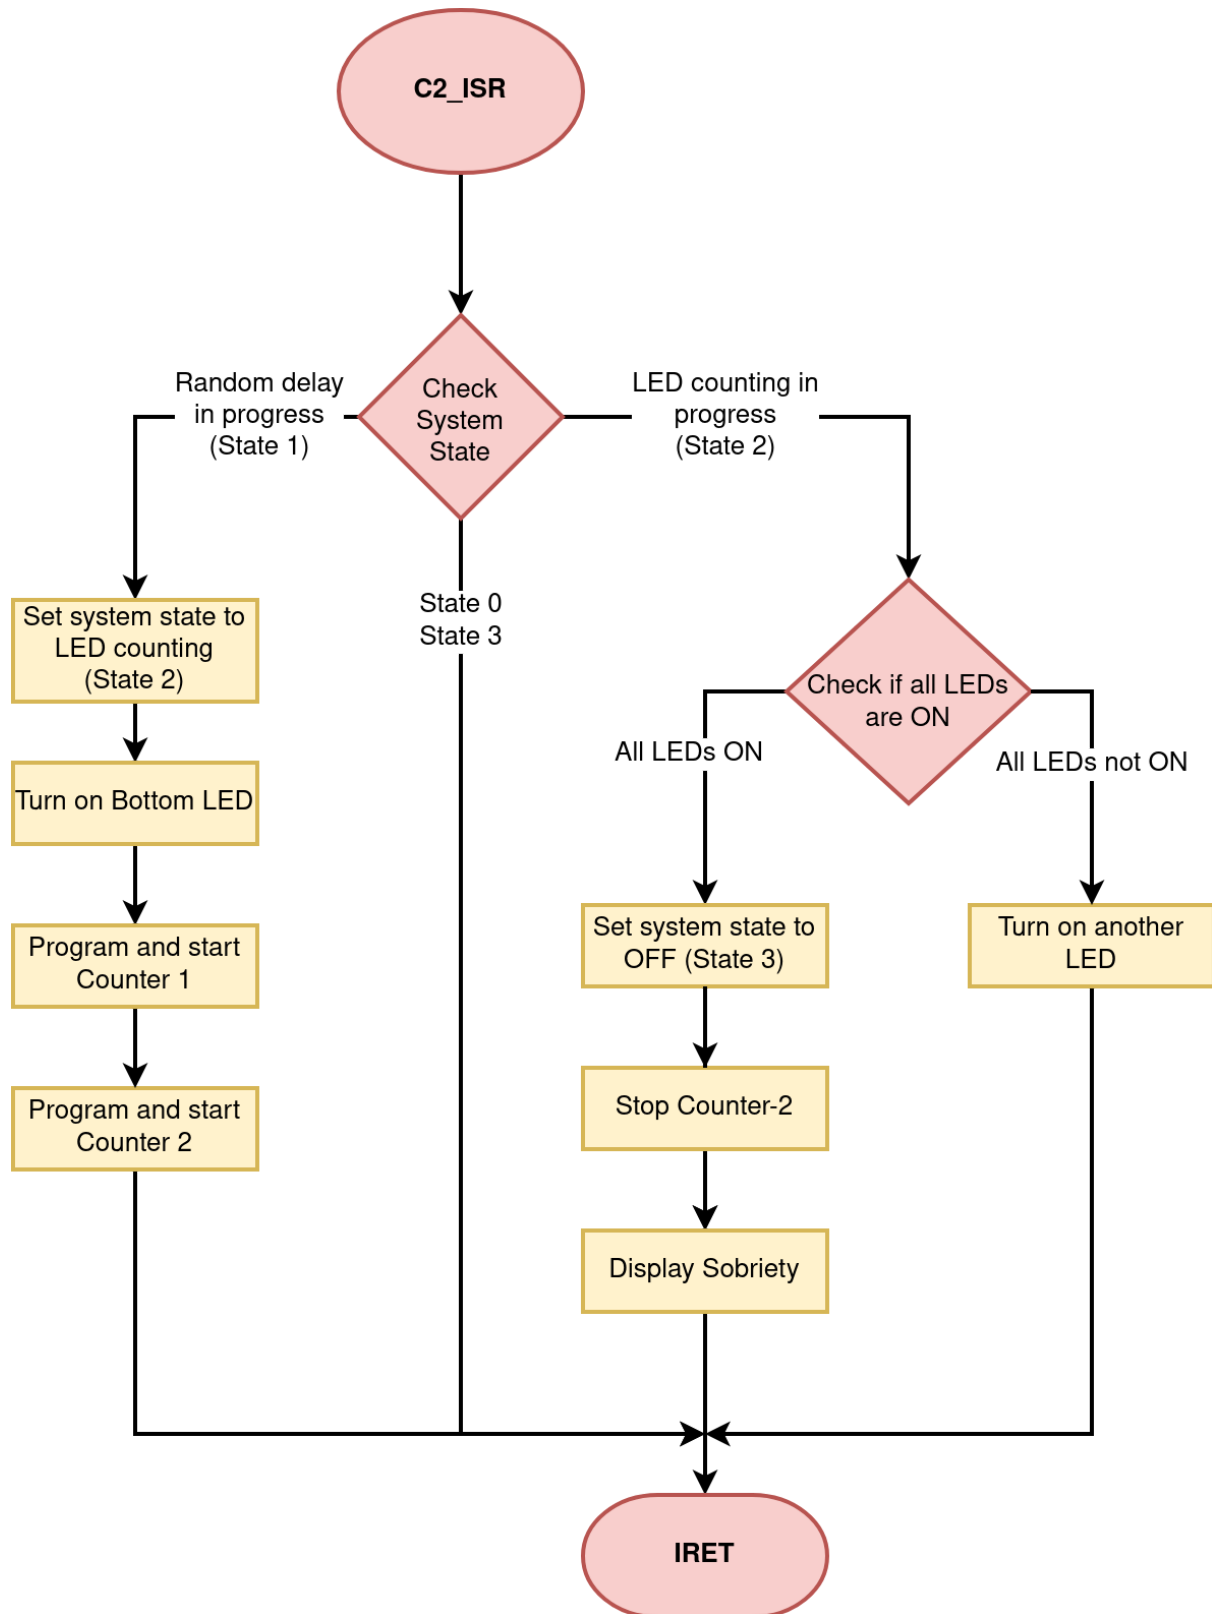 C2_ISR
Check
System
State
Random delay
in progress
(State 1)
LED counting in
progress
(State 2)
State 0
State 3
Set system state to
LED counting
(State 2)
Turn on Bottom LED
Program and start
Counter 1
Program and start
Counter 2
Check if all LEDs
are ON
All LEDs ON
All LEDs not ON
Set system state to
OFF (State 3)
Stop Counter-2
Display Sobriety
Turn on another
LED
IRET